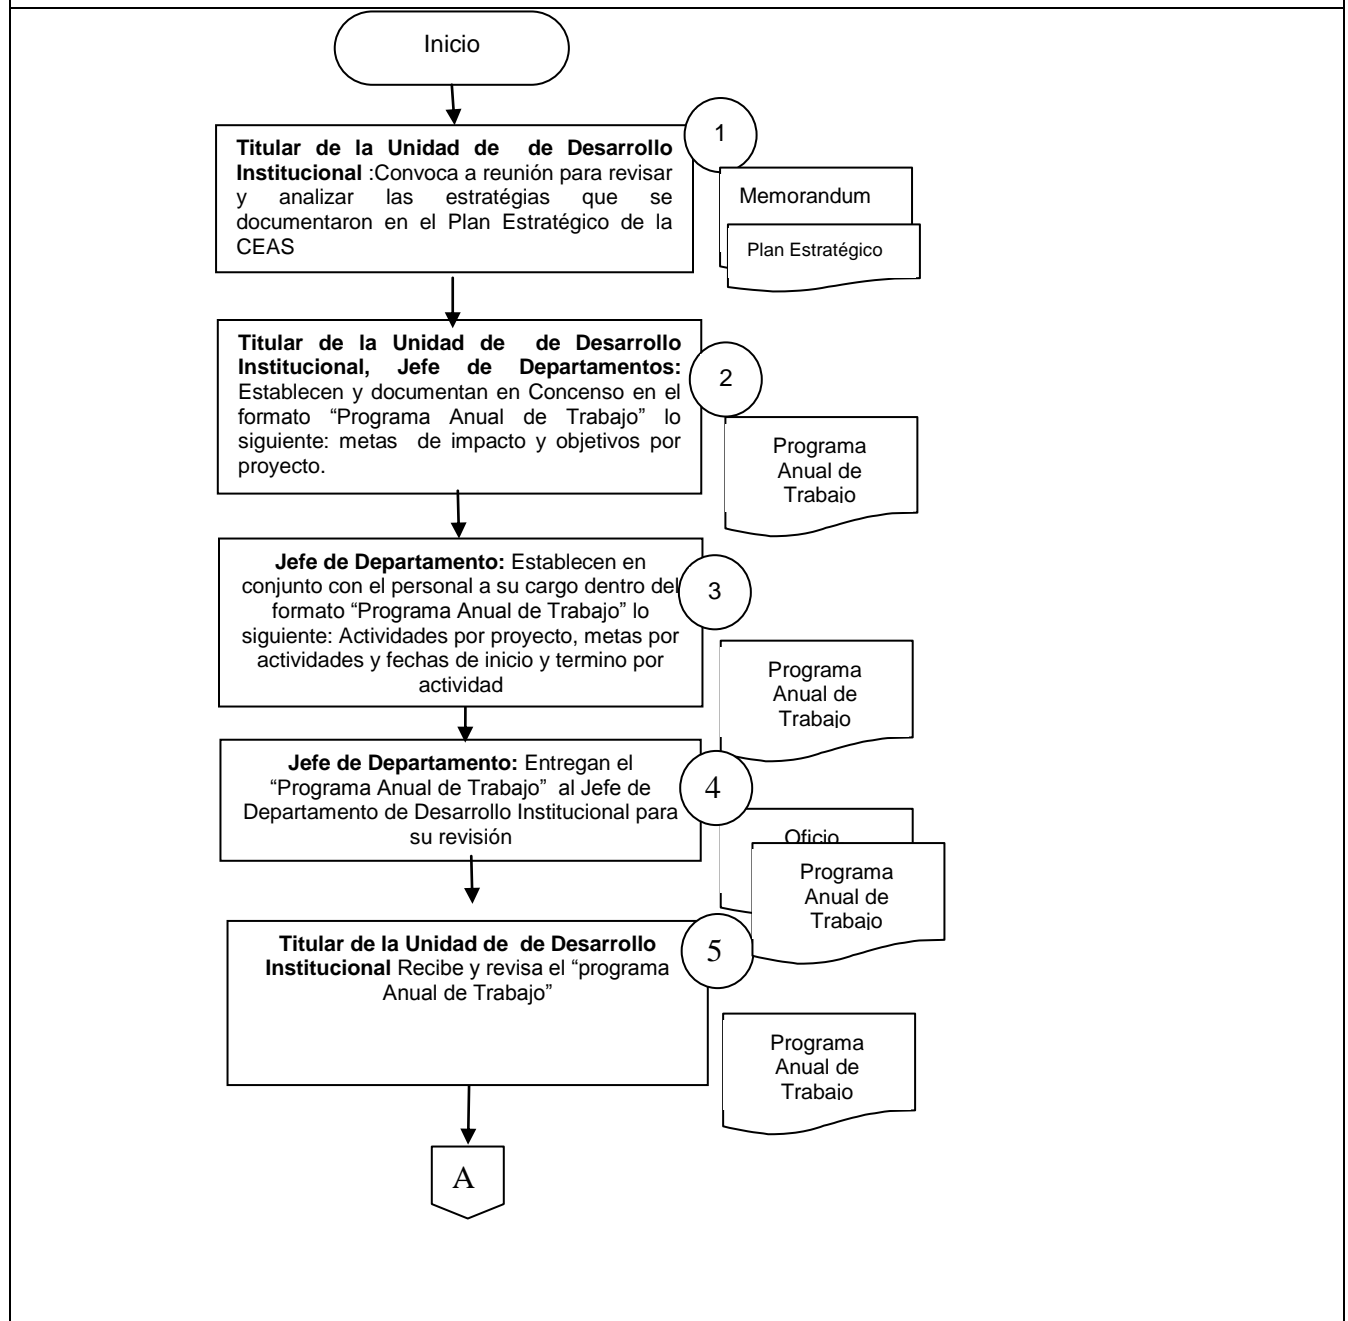 Inicio
1
Titular de la Unidad de de Desarrollo
Institucional :Convoca a reunión para revisar
y analizar las estratégias que se
documentaron en el Plan Estratégico de la
CEAS
Memorandum
Plan Estratégico
2
Titular de la Unidad de de Desarrollo
Institucional, Jefe de Departamentos:
Establecen y documentan en Concenso en el
formato “Programa Anual de Trabajo” lo
siguiente: metas de impacto y objetivos por
proyecto.
Programa
Anual de
Trabajo
3
Jefe de Departamento: Establecen en
conjunto con el personal a su cargo dentro del
formato “Programa Anual de Trabajo” lo
siguiente: Actividades por proyecto, metas por
actividades y fechas de inicio y termino por
actividad
Programa
Anual de
Trabajo
4
Jefe de Departamento: Entregan el
“Programa Anual de Trabajo” al Jefe de
Departamento de Desarrollo Institucional para
su revisión
Oficio
Programa
Anual de
Trabajo
5
Titular de la Unidad de de Desarrollo
Institucional Recibe y revisa el “programa
Anual de Trabajo”
Programa
Anual de
Trabajo
A